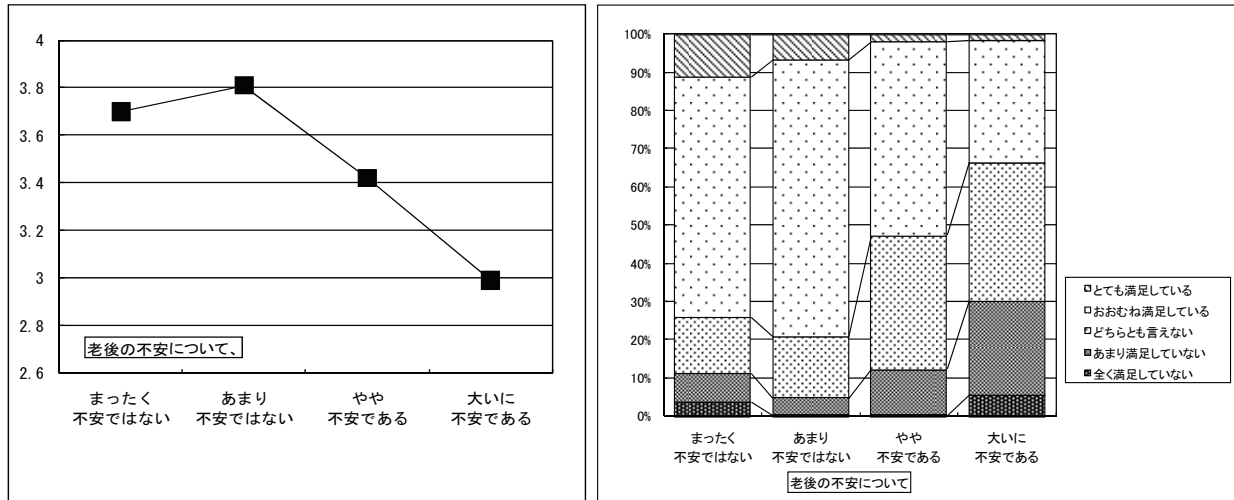 4
3.8
3.6
3.4
3.2
3
2.8
2.6
老後の不安について、
まったく
不安ではない
あまり
不安ではない
やや
不安である
大いに
不安である
100%
90%
80%
70%
60%
50%
40%
30%
20%
10%
0%
まったく
不安ではない
あまり
不安ではない
やや
不安である
大いに
不安である
老後の不安について
とても満足している
おおむね満足している
どちらとも言えない
あまり満足していない
全く満足していない